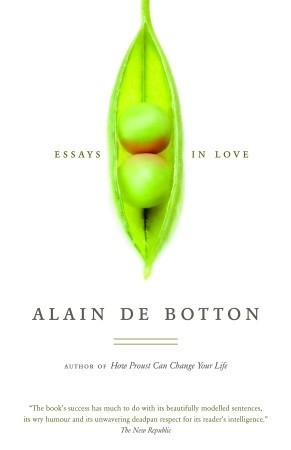 ESSAYS IN LOVE
ALAIN DE BOTTON
AUTHOR OF How Proust Can Change Your Life
"The book's success has much to do with its beautifully modelled sentences,
its wry humour and its unwavering deadpan respect for its reader's intelligence."
The New Republic